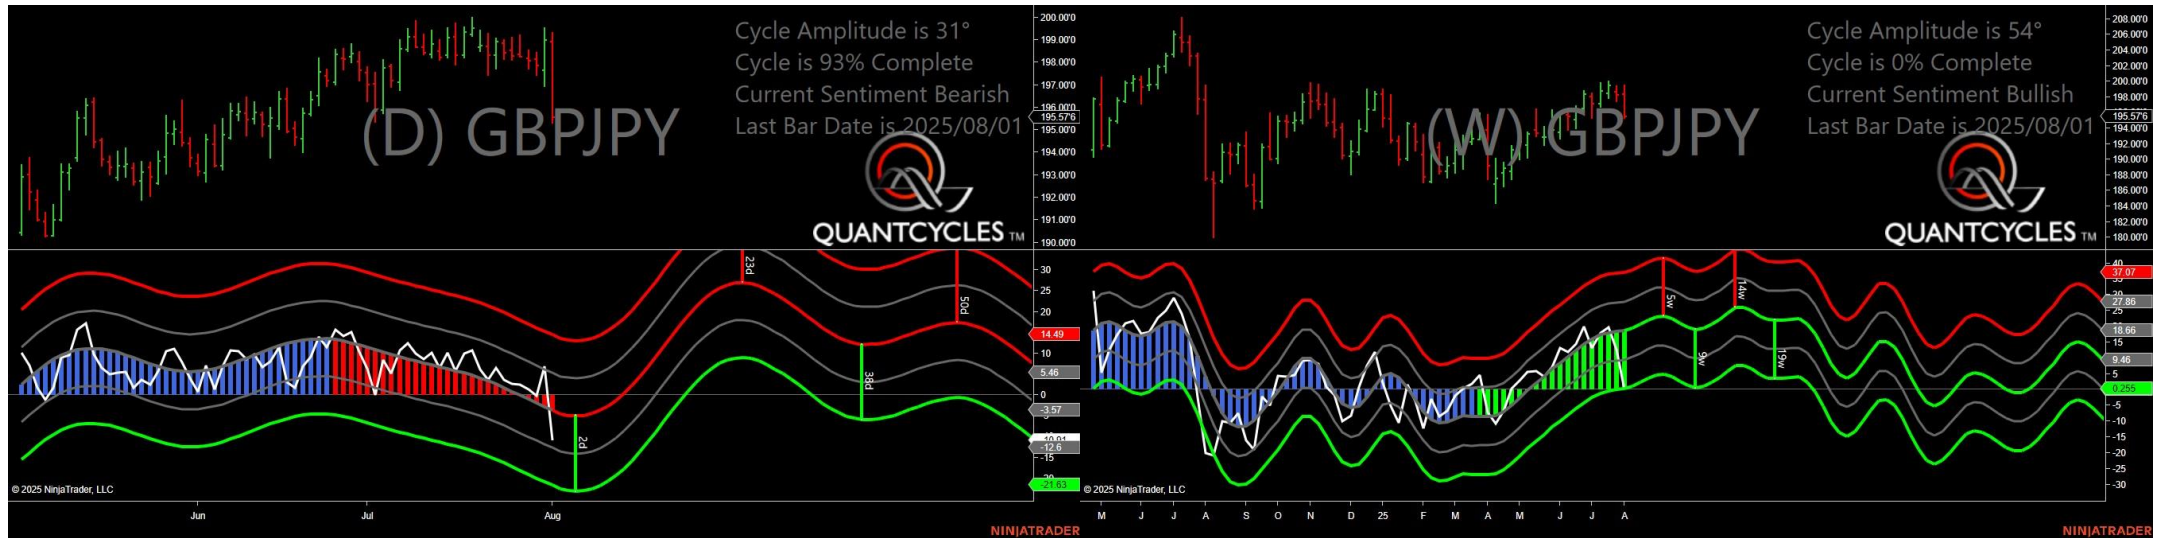 Cycle Amplitude is 31°
Cycle is 93% Complete
Current Sentiment Bearish
Last Bar Date is 2025/08/01
(D) GBPJPY
QUANTCYCLES TM
200.00'0
199.00'0
198.00'0
197.00'0
196.00'0
195.576
195.00'0
194.00'0
193.00'0
192.00'0
191.00'0
190.00'0
23d
50d
38d
2d
30
25
20
14.49
10
5.46
0
-3.57
-12.6
-15
-21.63
© 2025 NinjaTrader, LLC
Jun
Jul
Aug
NINJATRADER
Cycle Amplitude is 54°
Cycle is 0% Complete
Current Sentiment Bullish
Last Bar Date is 2025/08/01
(W) GBPJPY
QUANTCYCLES TM
208.00'0
206.00'0
204.00'0
202.00'0
200.00'0
198.00'0
195.576
194.00'0
192.00'0
190.00'0
188.00'0
186.00'0
184.00'0
182.00'0
180.00'0
5w
14w
9w
19w
40
37.07
27.86
25
18.66
15
9.46
5
0.255
-5
-10
-15
-20
-25
-30
© 2025 NinjaTrader, LLC
M
J
J
A
S
O
N
D
25
F
M
A
M
J
J
A
NINJATRADER